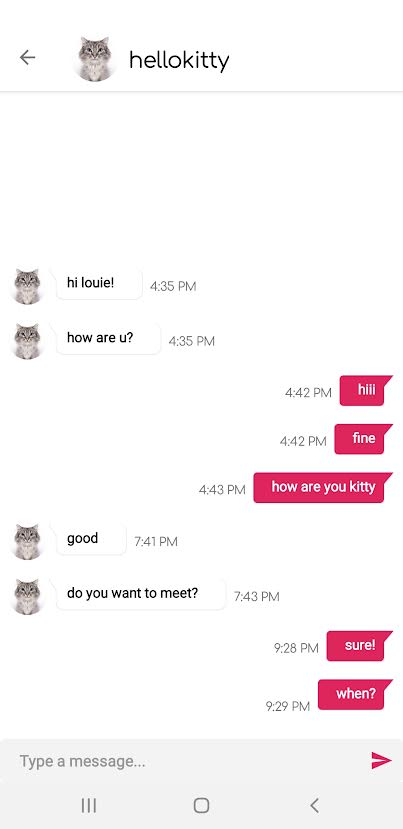 hellokitty
hi louie! 4:35 PM
how are u? 4:35 PM
4:42 PM hiii
4:42 PM fine
4:43 PM how are you kitty
good 7:41 PM
do you want to meet? 7:43 PM
9:28 PM sure!
9:29 PM when?
Type a message...